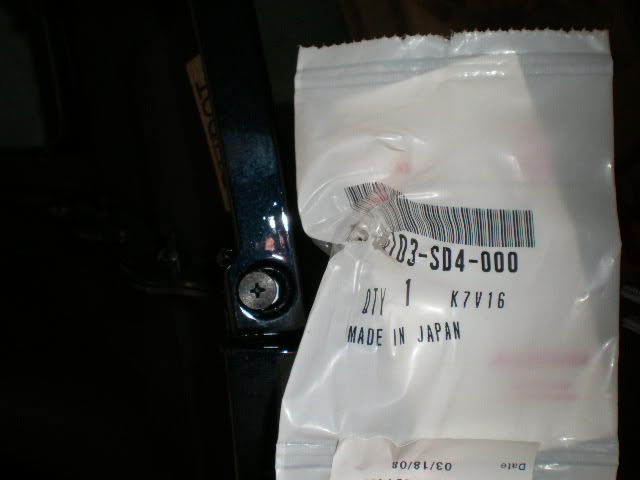 D3-SD4-000
QTY 1 K7V16
MADE IN JAPAN
Date 03/18/08